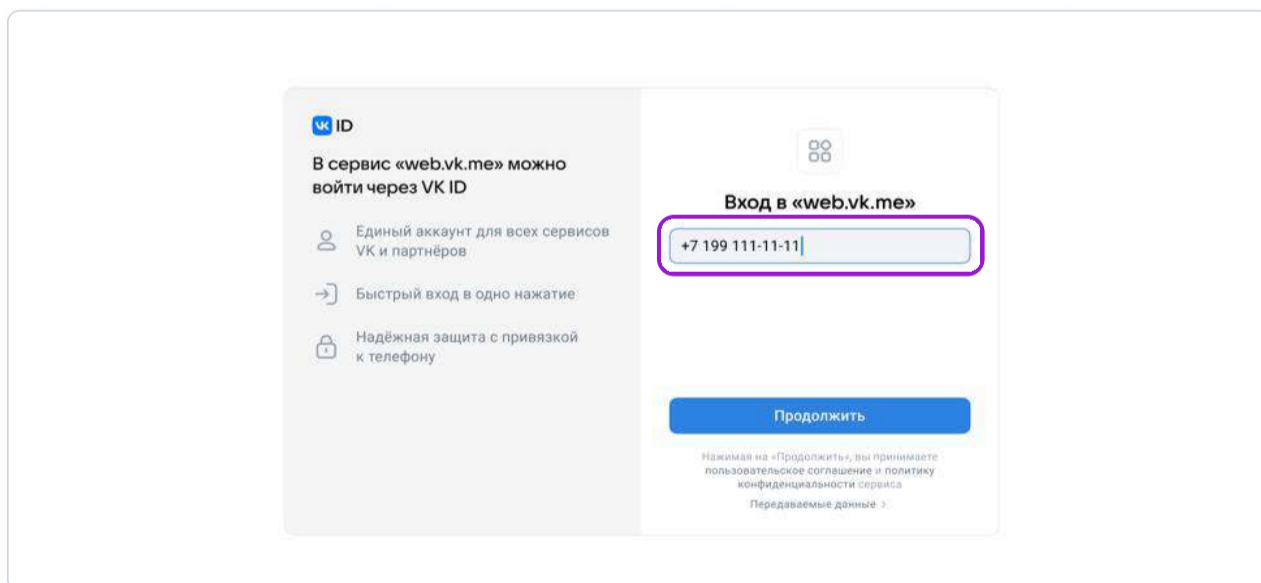 VK ID
В сервис «web.vk.me» можно
войти через VK ID
Единый аккаунт для всех сервисов
VK и партнёров
Быстрый вход в одно нажатие
Надёжная защита с привязкой
к телефону
Вход в «web.vk.me»
+7 199 111-11-11
Продолжить
Нажимая на «Продолжить», вы принимаете
пользовательское соглашение и политику
конфиденциальности сервиса
Передаваемые данные >